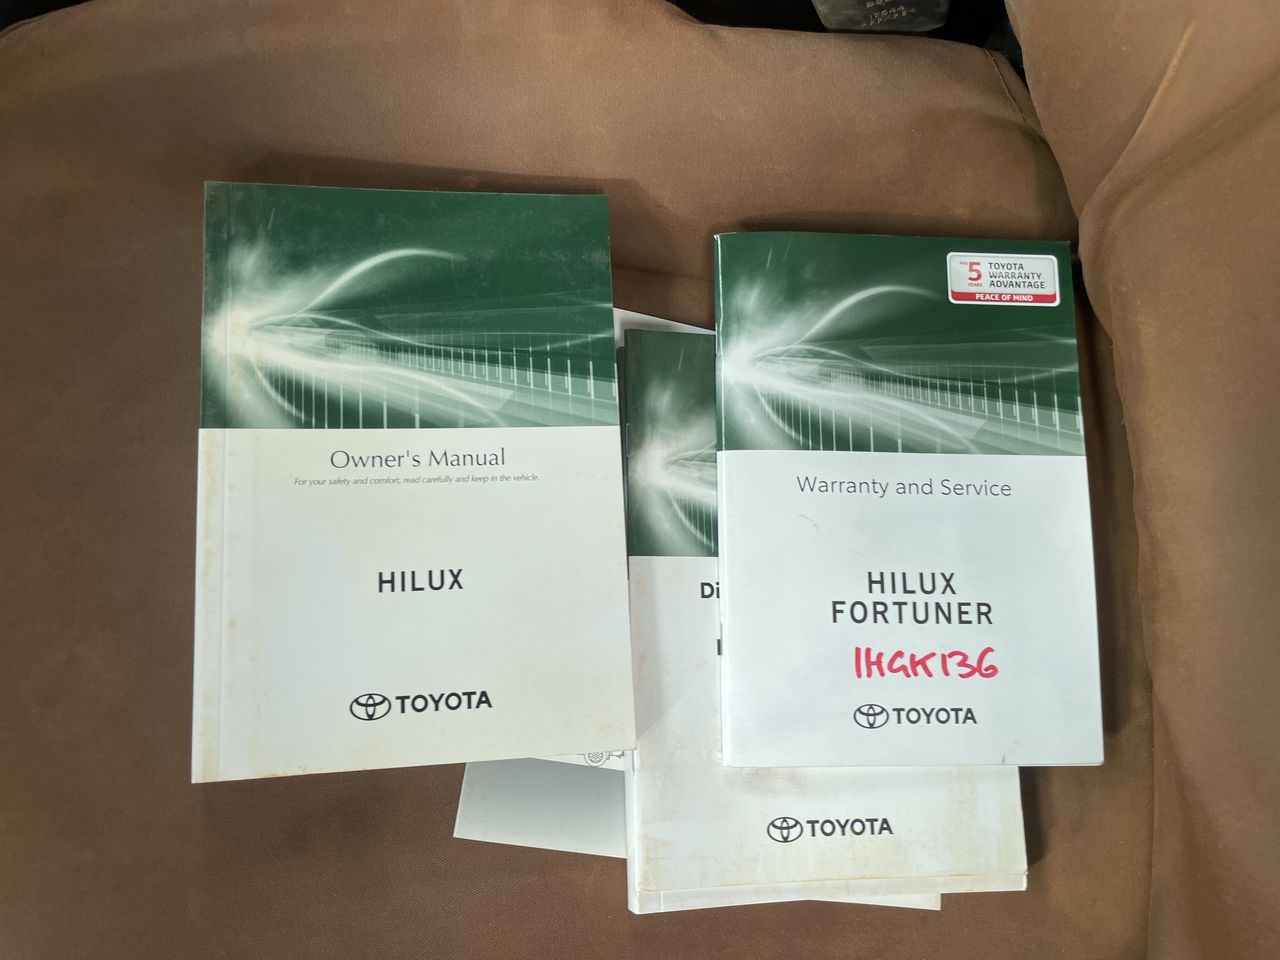 Owner's Manual
For your safety and comfort, read carefully and keep in the vehicle.
HILUX
TOYOTA
5
YEARS
TOYOTA
WARRANTY
ADVANTAGE
PEACE OF MIND
Warranty and Service
HILUX
FORTUNER
1HGK136
TOYOTA
Di
TOYOTA